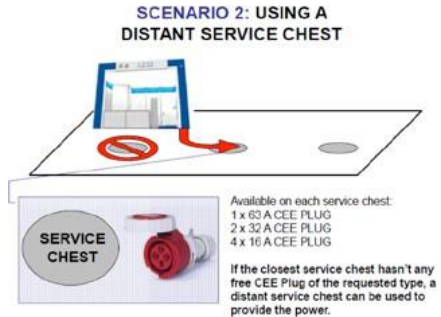 SCENARIO 2: USING A
DISTANT SERVICE CHEST
SERVICE
CHEST
Available on each service chest:
1 x 63 A CEE PLUG
2 x 32 A CEE PLUG
4 x 16 A CEE PLUG
If the closest service chest hasn't any
free CEE Plug of the requested type, a
distant service chest can be used to
provide the power.